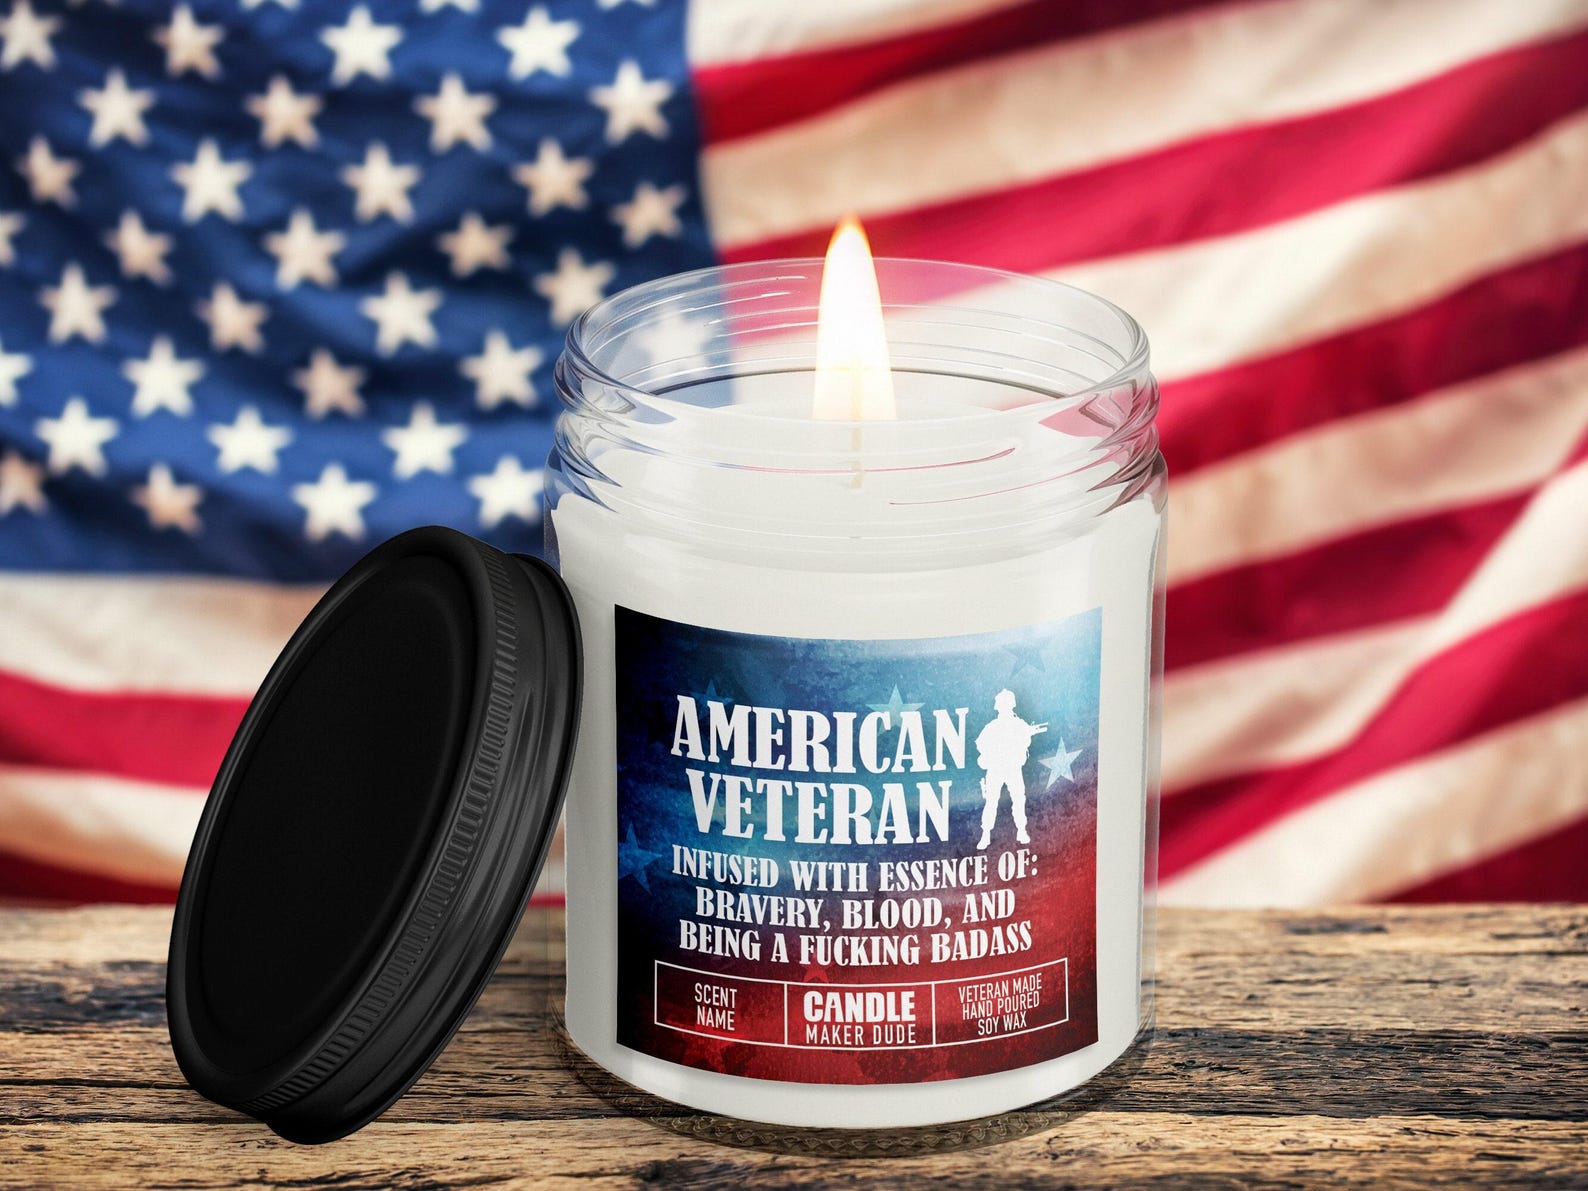 AMERICAN
VETERAN
INFUSED WITH ESSENCE OF:
BRAVERY, BLOOD, AND
BEING A FUCKING BADASS
SCENT
NAME
CANDLE
MAKER DUDE
VETERAN MADE
HAND POURED
SOY WAX